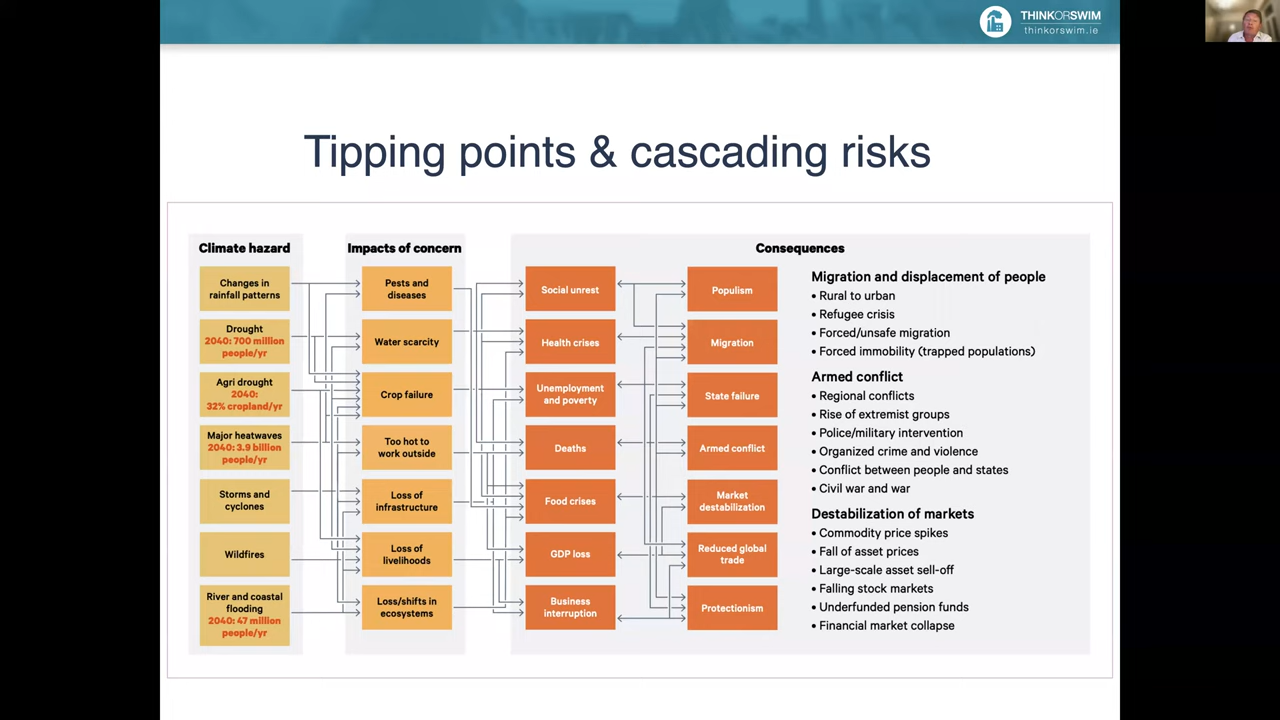 THINKORSWIM
thinkorswim.ie
Tipping points & cascading risks
Climate hazard
Changes in
rainfall patterns
Drought
2040: 700 million
people/yr
Agri drought
2040:
32% cropland/yr
Major heatwaves
2040: 3.9 billion
people/yr
Storms and
cyclones
Wildfires
River and coastal
flooding
2040: 47 million
people/yr
Impacts of concern
Pests and
diseases
Water scarcity
Crop failure
Too hot to
work outside
Loss of
infrastructure
Loss of
livelihoods
Loss/shifts in
ecosystems
Consequences
Social unrest
Health crises
Unemployment
and poverty
Deaths
Food crises
GDP loss
Business
interruption
Populism
Migration
State failure
Armed conflict
Market
destabilization
Reduced global
trade
Protectionism
Migration and displacement of people
• Rural to urban
• Refugee crisis
• Forced/unsafe migration
• Forced immobility (trapped populations)
Armed conflict
• Regional conflicts
• Rise of extremist groups
• Police/military intervention
• Organized crime and violence
• Conflict between people and states
• Civil war and war
Destabilization of markets
• Commodity price spikes
• Fall of asset prices
• Large-scale asset sell-off
• Falling stock markets
• Underfunded pension funds
• Financial market collapse